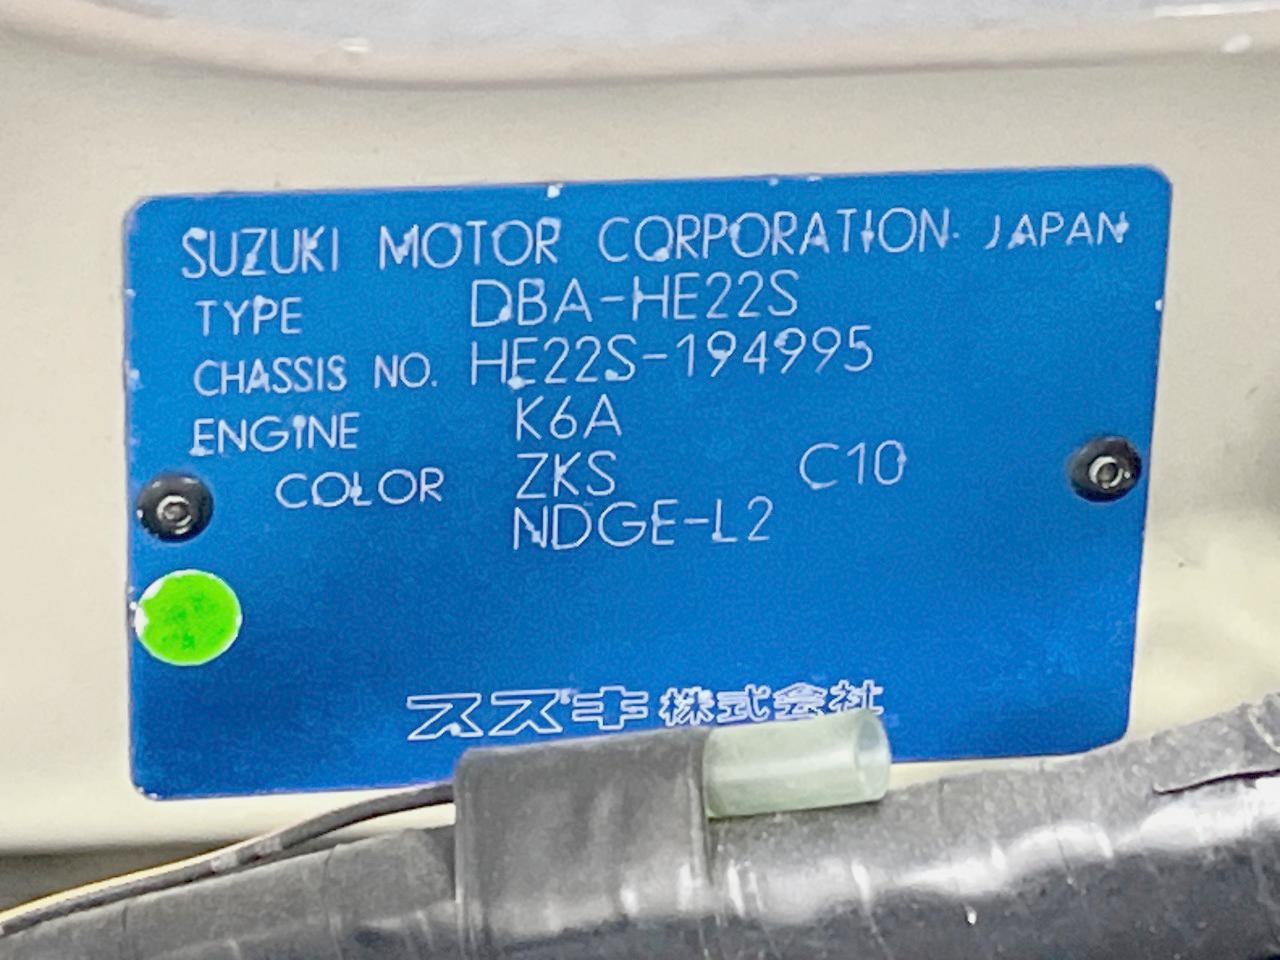 SUZUKI MOTOR CORPORATION JAPAN
TYPE DBA-HE22S
CHASSIS NO. HE22S-194995
ENGINE K6A
COLOR ZKS C10
NDGE-L2
スズキ株式会社